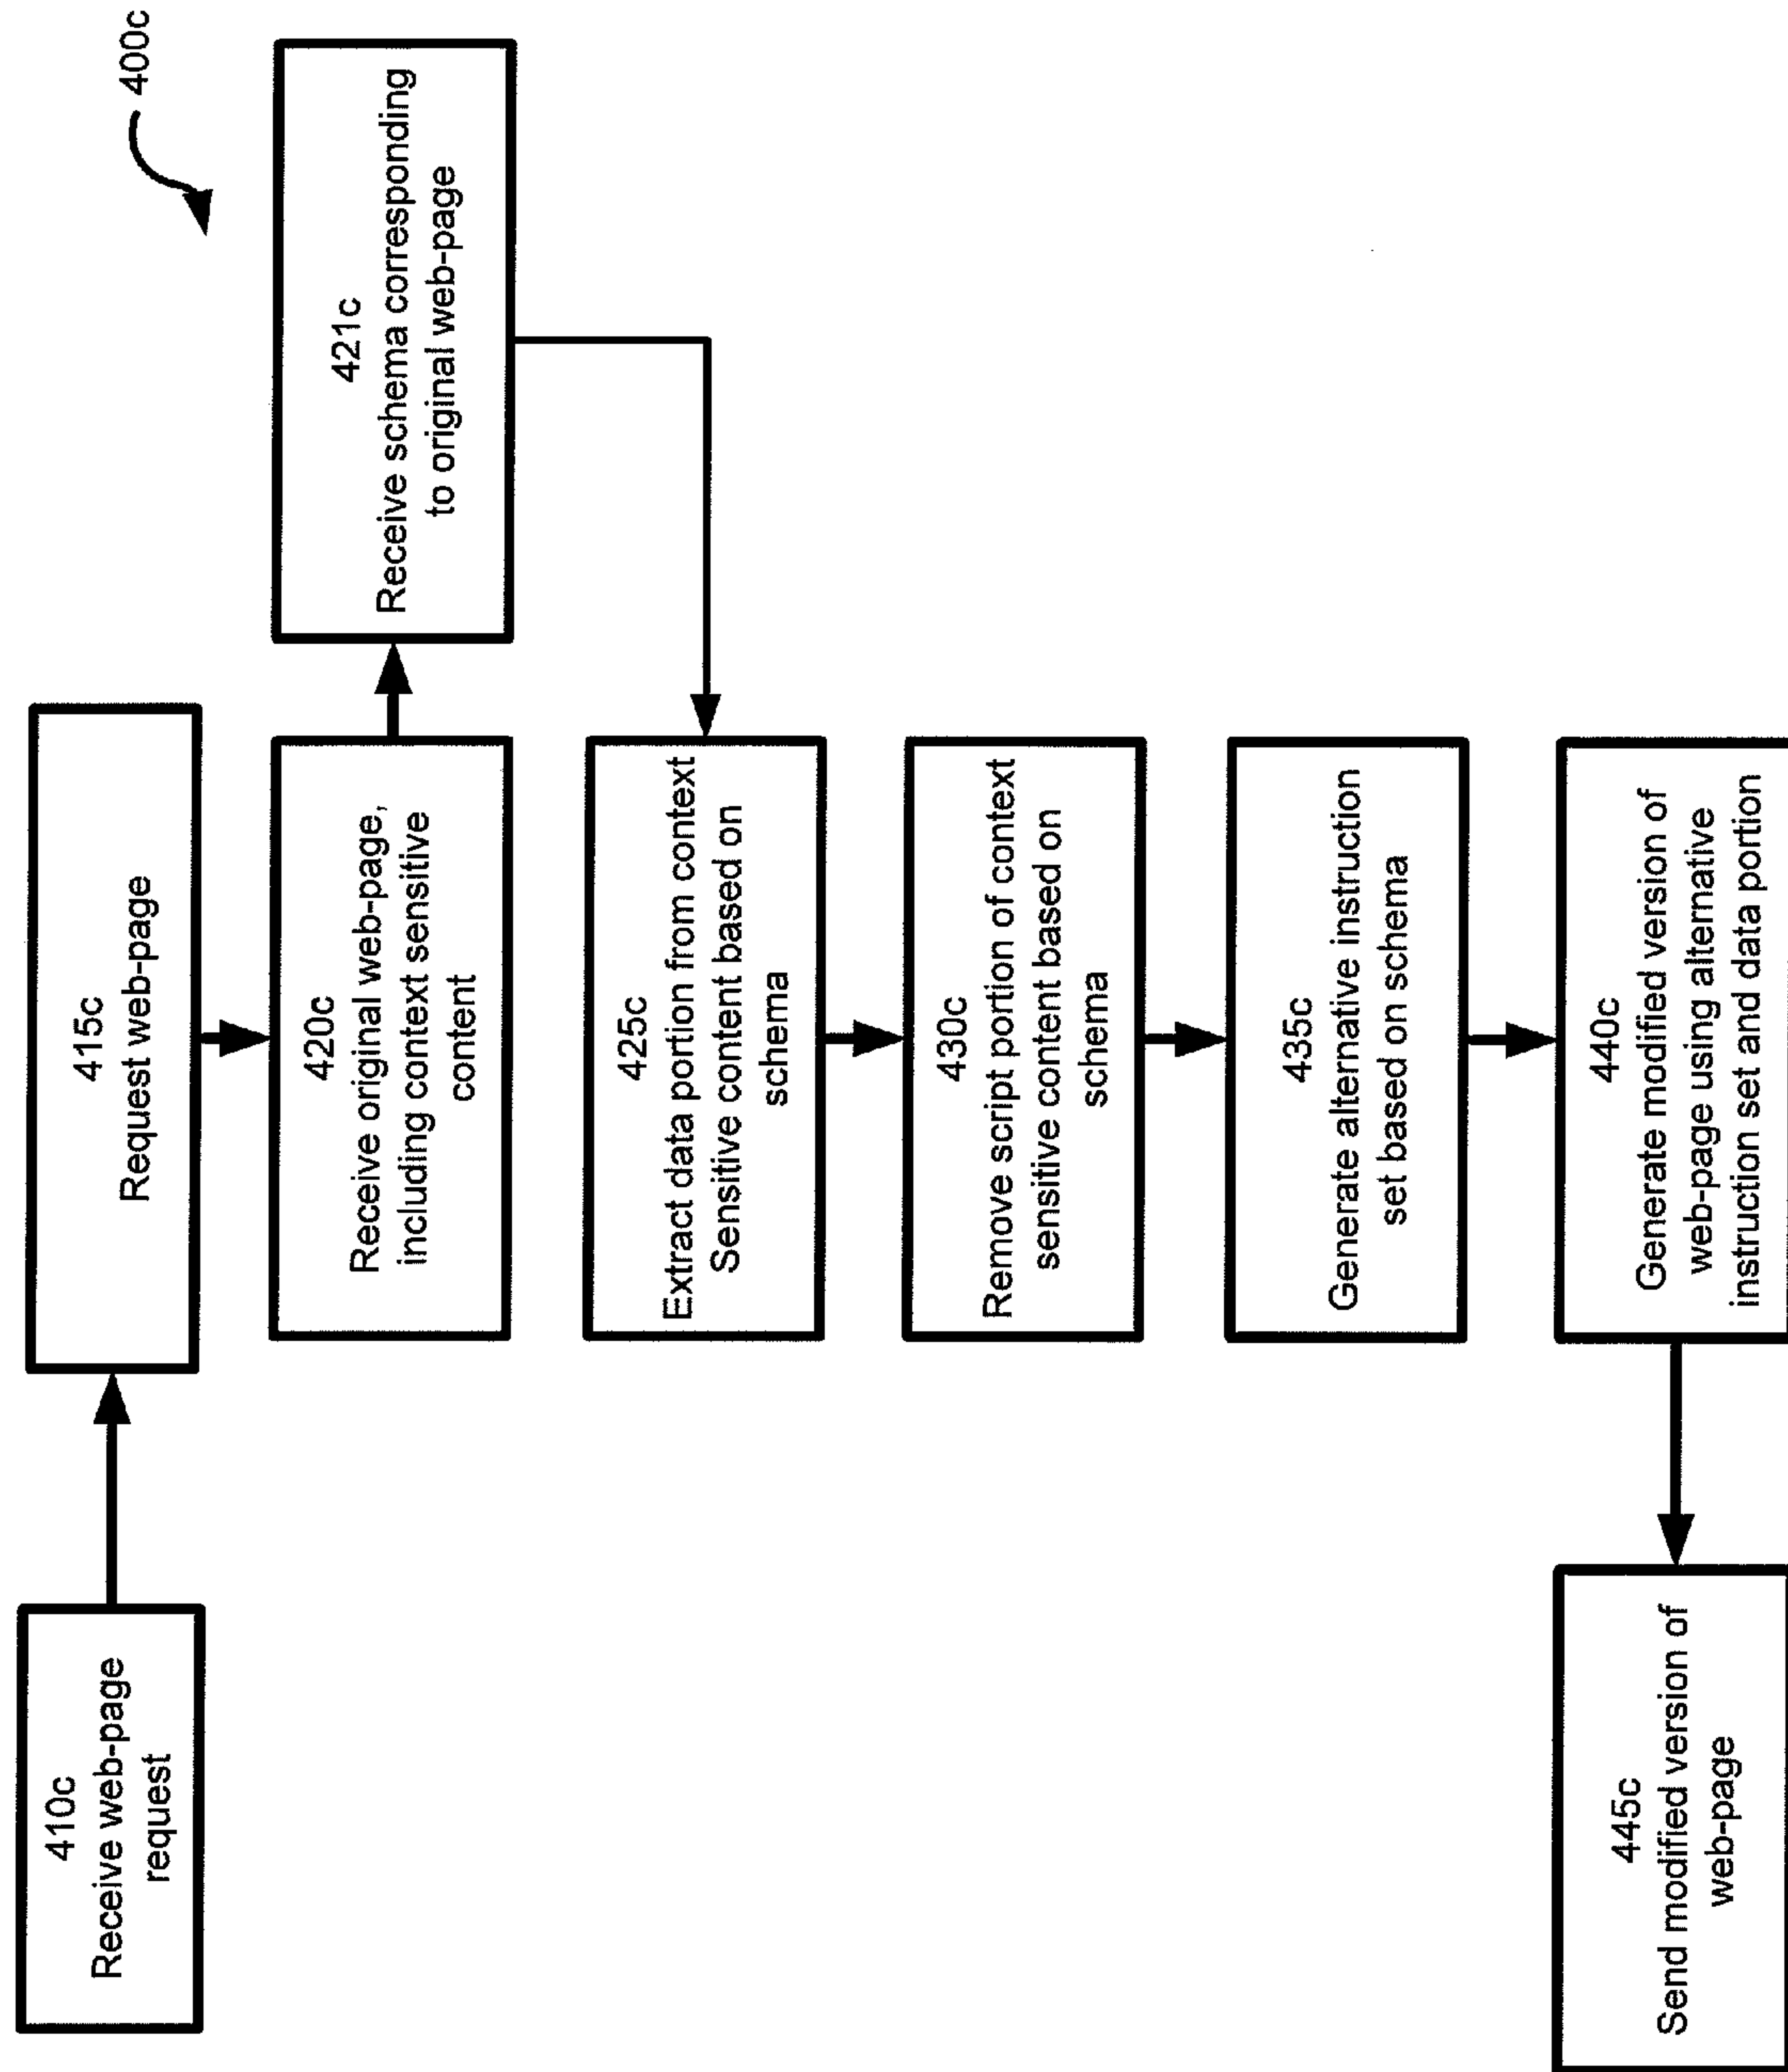 400c
410c
Receive web-page
request
415c
Request web-page
420c
Receive original web-page,
including context sensitive
content
421c
Receive schema corresponding
to original web-page
425c
Extract data portion from context
Sensitive content based on
schema
430c
Remove script portion of context
sensitive content based on
schema
435c
Generate alternative instruction
set based on schema
440c
Generate modified version of
web-page using alternative
instruction set and data portion
445c
Send modified version of
web-page